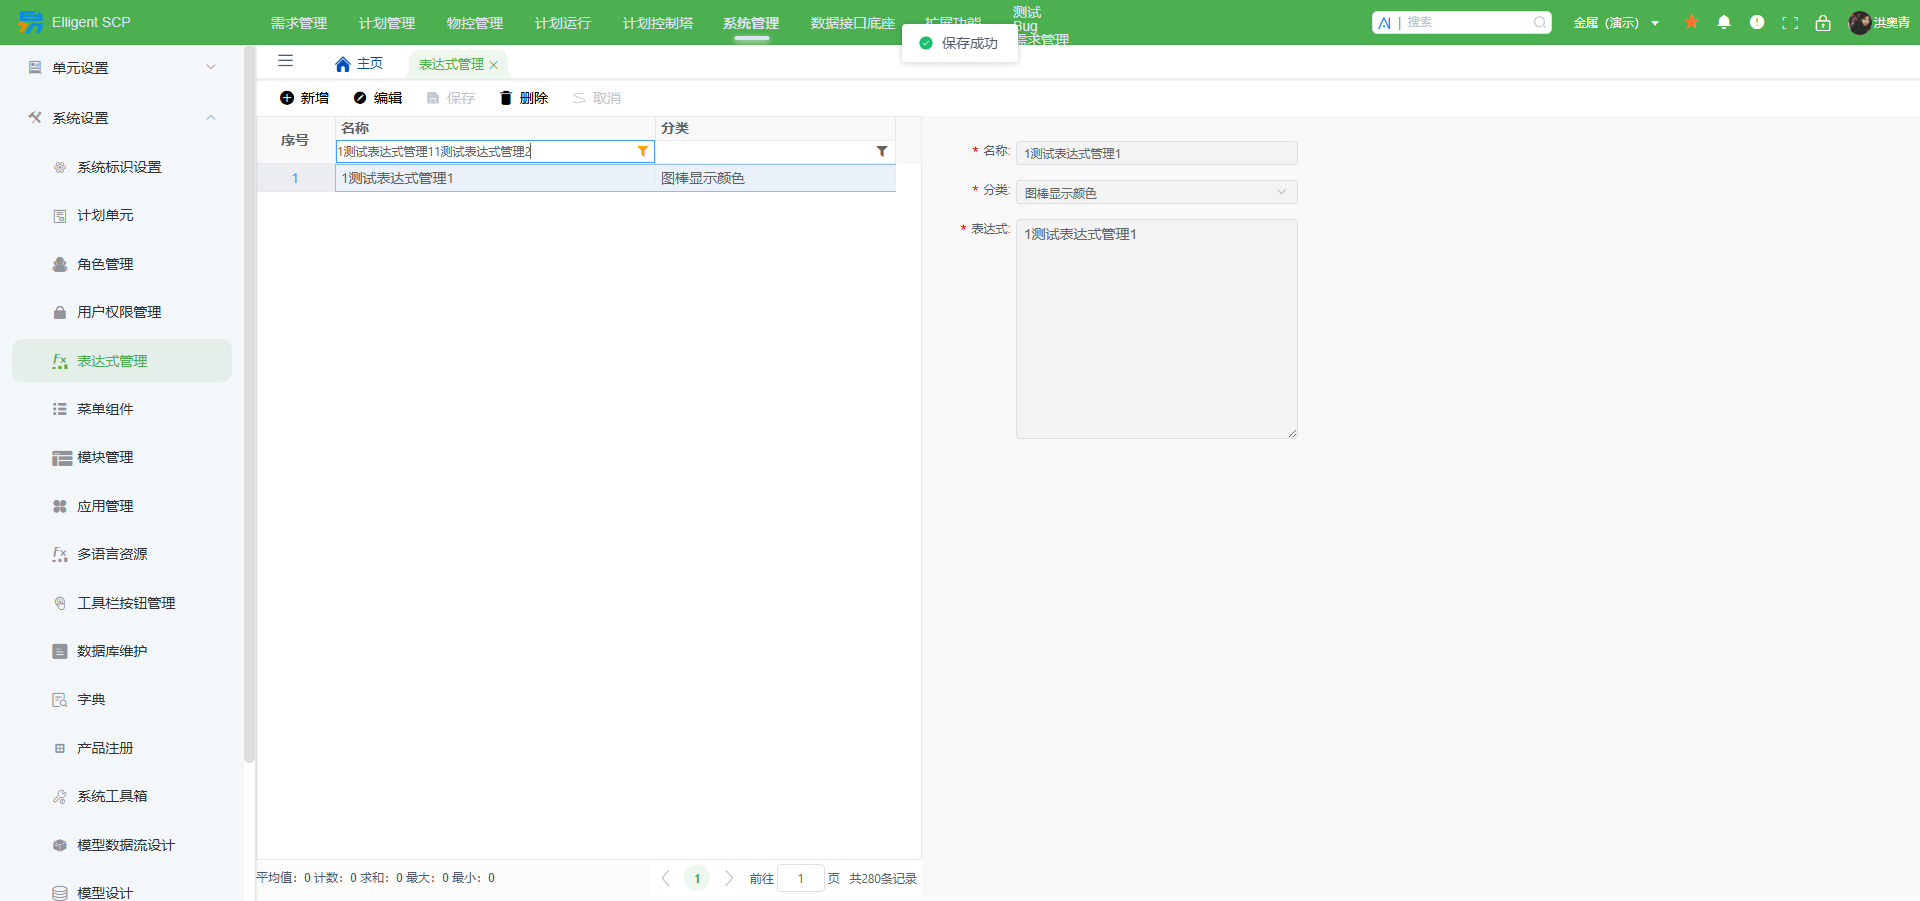 Elligent SCP
需求管理
计划管理
物控管理
计划运行
计划控制塔
系统管理
数据接口底座
扩展功能
测试
Bug
需求管理
AI | 搜索
金属（演示）
洪奥青
保存成功
单元设置
系统设置
系统标识设置
计划单元
角色管理
用户权限管理
表达式管理
菜单组件
模块管理
应用管理
多语言资源
工具栏按钮管理
数据库维护
字典
产品注册
系统工具箱
模型数据流设计
模型设计
主页
表达式管理
新增
编辑
保存
删除
取消
序号
名称
分类
1测试表达式管理11测试表达式管理2
1
1测试表达式管理1
图棒显示颜色
* 名称:
1测试表达式管理1
* 分类:
图棒显示颜色
* 表达式:
1测试表达式管理1
平均值：0 计数：0 求和：0 最大：0 最小：0
1
前往 1 页
共280条记录